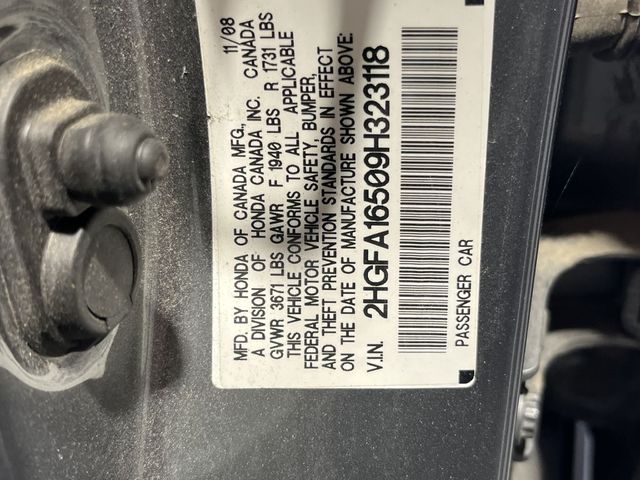 MFD. BY HONDA OF CANADA MFG., 11/08
A DIVISION OF HONDA CANADA INC. CANADA
GVWR 3671 LBS GAWR F 1940 LBS R 1731 LBS
THIS VEHICLE CONFORMS TO ALL APPLICABLE
FEDERAL MOTOR VEHICLE SAFETY, BUMPER,
AND THEFT PREVENTION STANDARDS IN EFFECT
ON THE DATE OF MANUFACTURE SHOWN ABOVE.
V.I.N. 2HGFA16509H323118
PASSENGER CAR